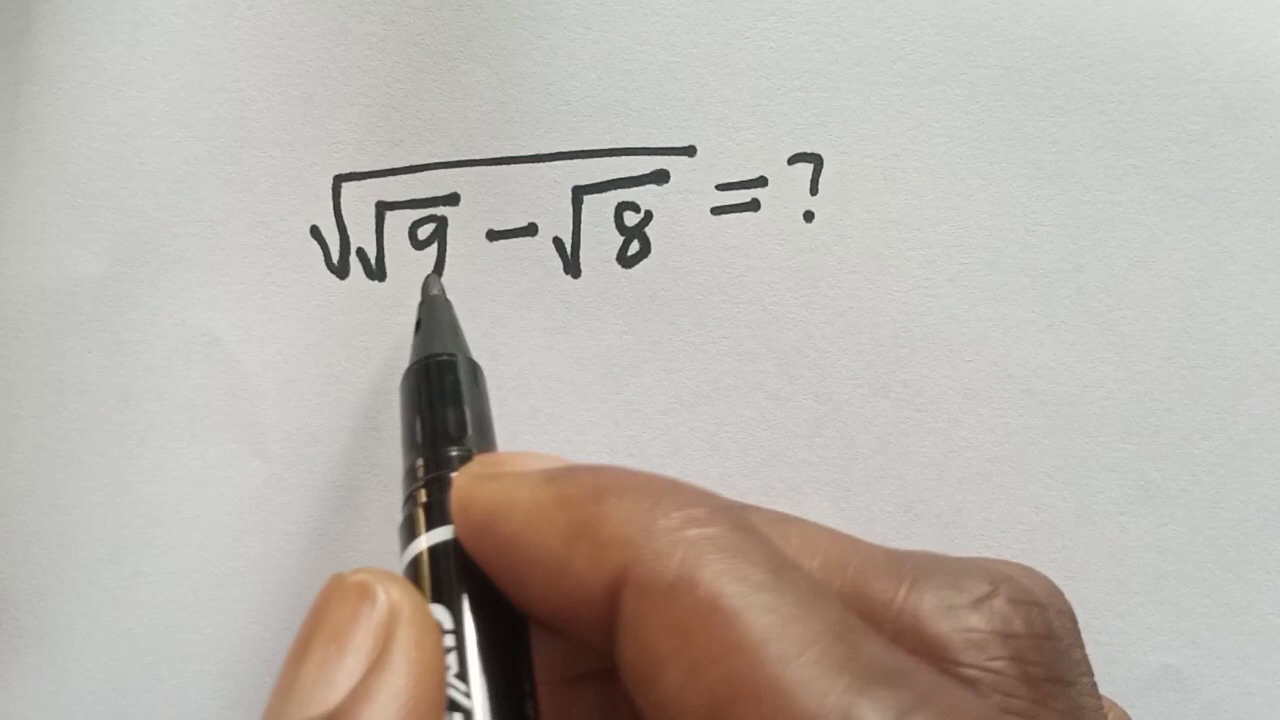 √(√9 - √8) = ?